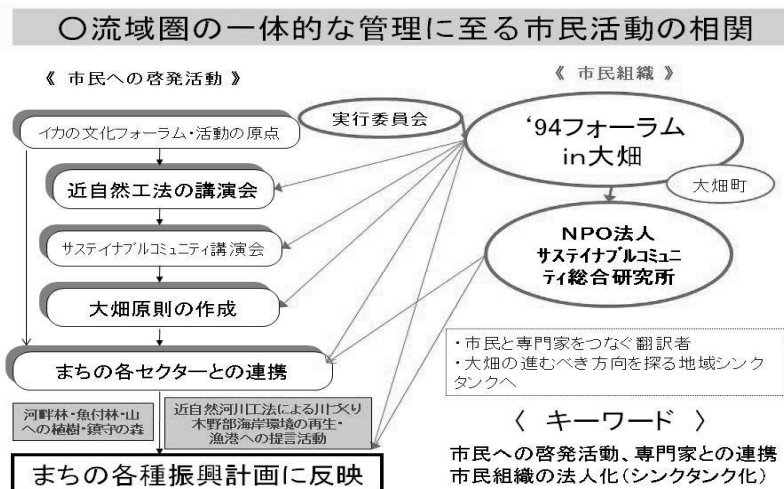 〇流域圏の一体的な管理に至る市民活動の相関
《 市民への啓発活動 》
イカの文化フォーラム・活動の原点
近自然工法の講演会
サステイナブルコミュニティ講演会
大畑原則の作成
まちの各セクターとの連携
河畔林・魚付林・山
への植樹・鎮守の森
近自然河川工法による川づくり
木野部海岸環境の再生・
漁港への提言活動
まちの各種振興計画に反映
《 市民組織 》
実行委員会
‘94フォーラム
in大畑
大畑町
NPO法人
サステイナブルコミュニ
ティ総合研究所
・市民と専門家をつなぐ翻訳者
・大畑の進むべき方向を探る地域シンク
タンクへ
〈 キーワード 〉
市民への啓発活動、専門家との連携
市民組織の法人化(シンクタンク化)